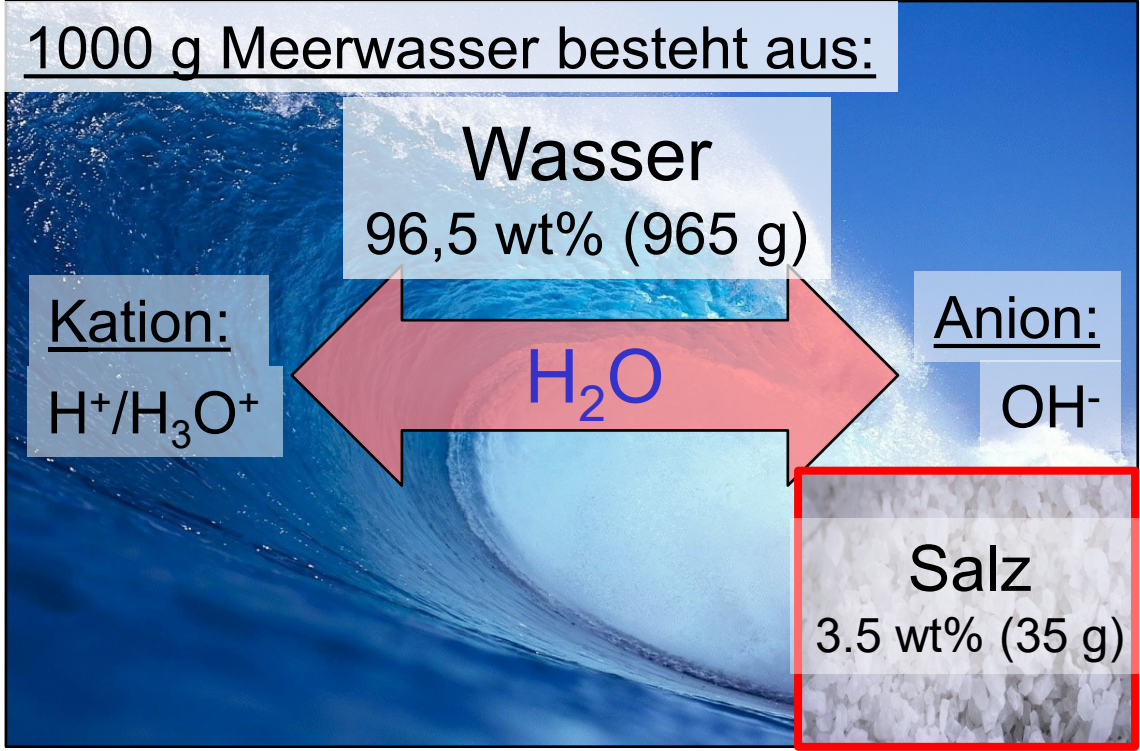 1000 g Meerwasser besteht aus:
Wasser
96,5 wt% (965 g)
Kation:
H⁺/H₃O⁺
H₂O
Anion:
OH⁻
Salz
3.5 wt% (35 g)